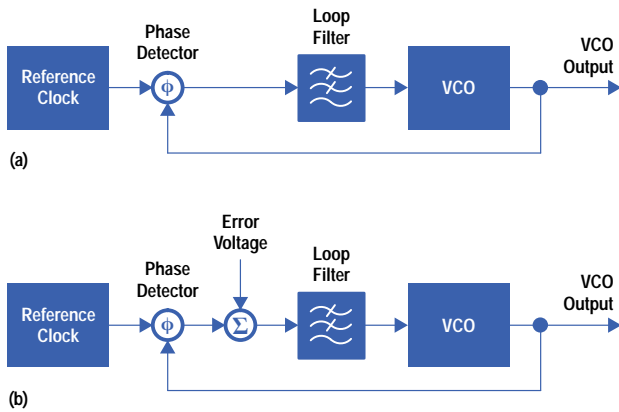 Phase
Detector
Loop
Filter
VCO
Output
Reference
Clock
ϕ
VCO
(a)
Error
Voltage
Phase
Detector
Loop
Filter
VCO
Output
Reference
Clock
ϕ
Σ
VCO
(b)